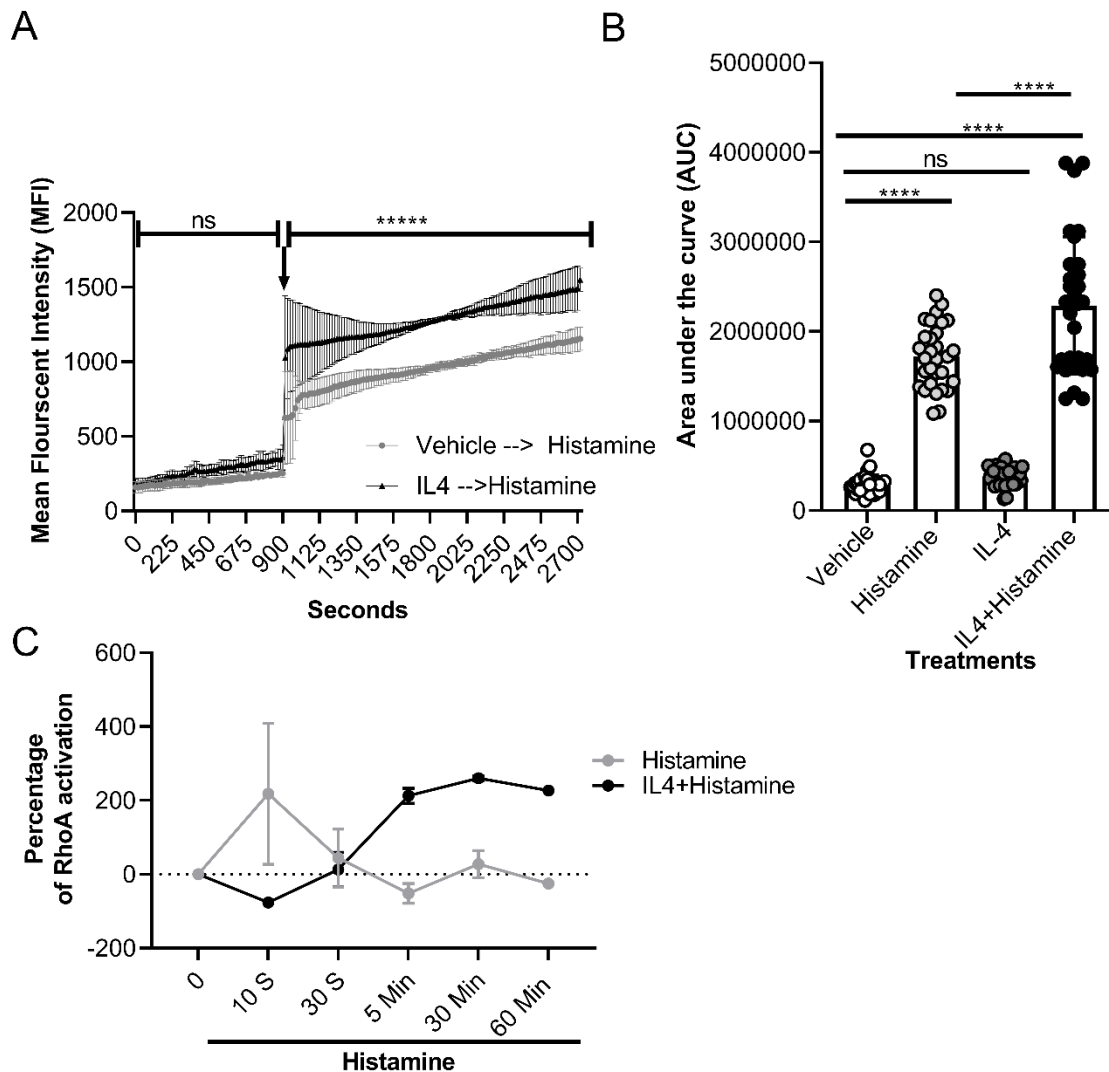 A
Mean Flourscent Intensity (MFI)
2000
1500
1000
500
0
ns
*****
Vehicle --> Histamine
IL4 -->Histamine
0
225
450
675
900
1125
1350
1575
1800
2025
2250
2475
2700
Seconds
B
Area under the curve (AUC)
5000000
4000000
3000000
2000000
1000000
0
****
****
ns
****
Vehicle
Histamine
IL-4
IL4+Histamine
Treatments
C
Percentage
of RhoA activation
600
400
200
0
-200
Histamine
IL4+Histamine
0
10 S
30 S
5 Min
30 Min
60 Min
Histamine